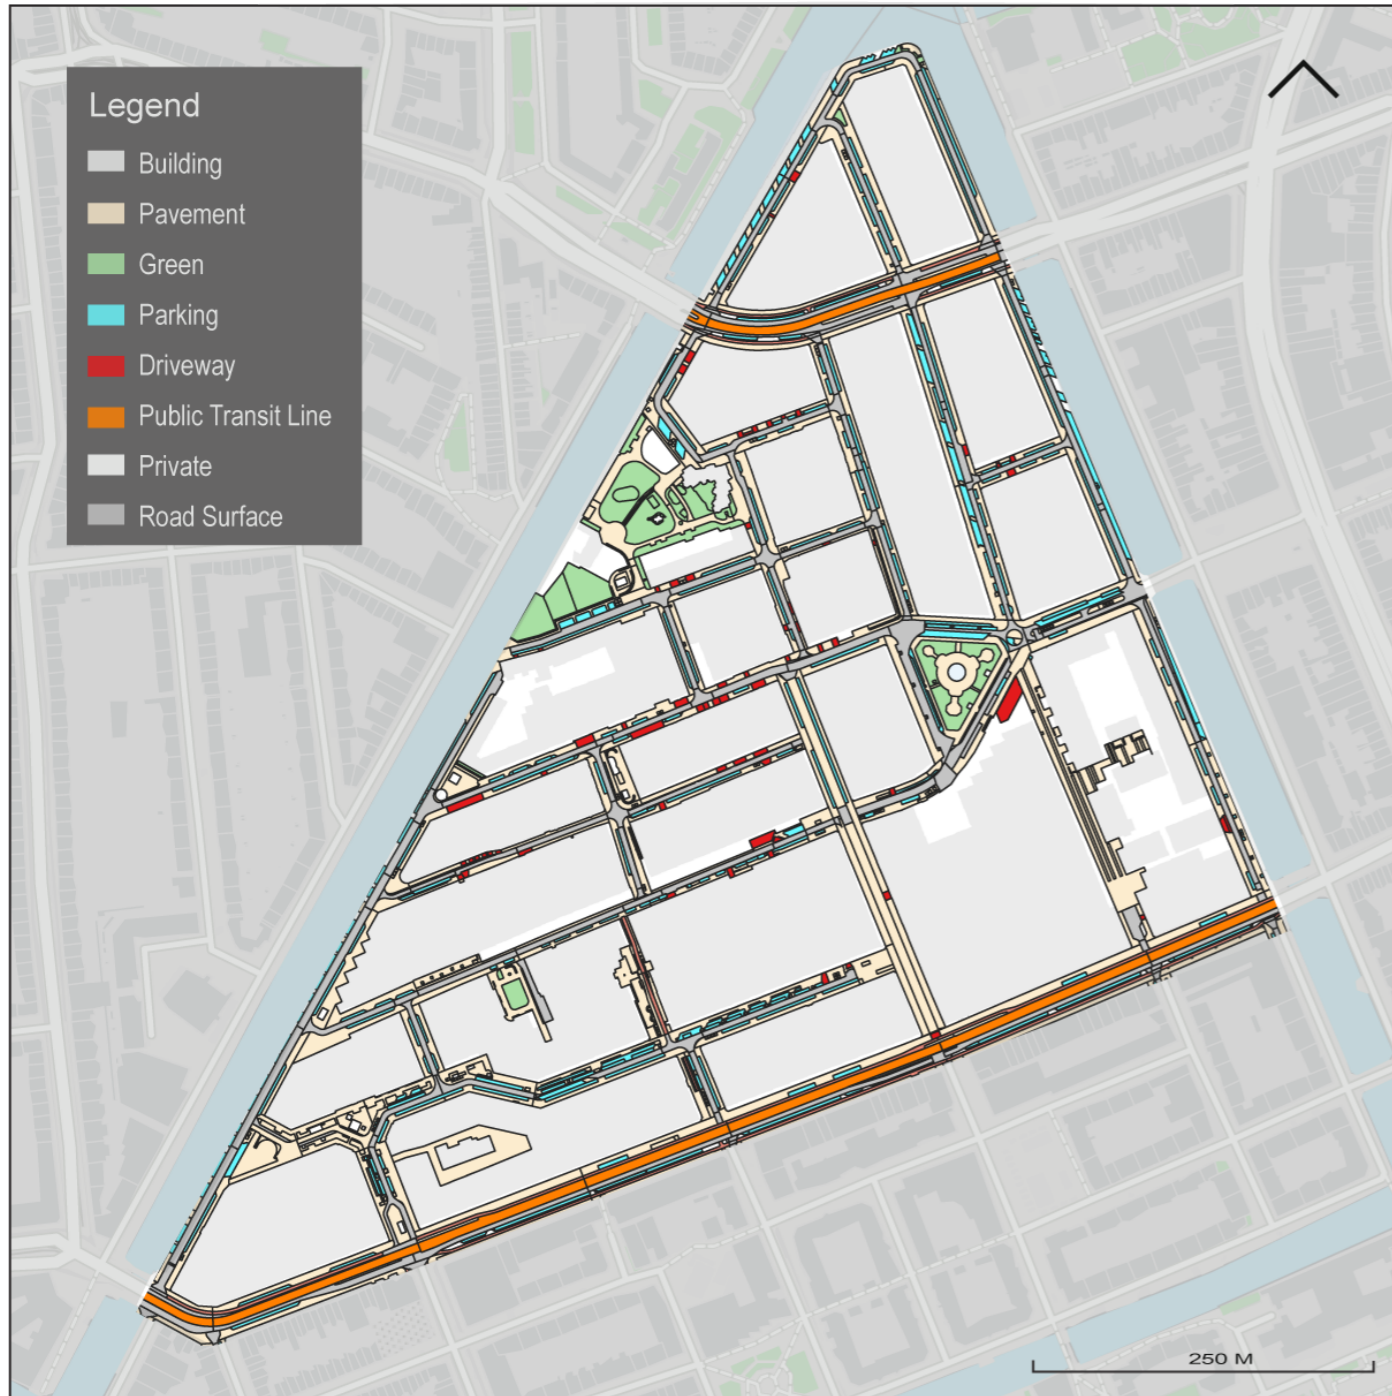 Legend
Building
Pavement
Green
Parking
Driveway
Public Transit Line
Private
Road Surface
250 M